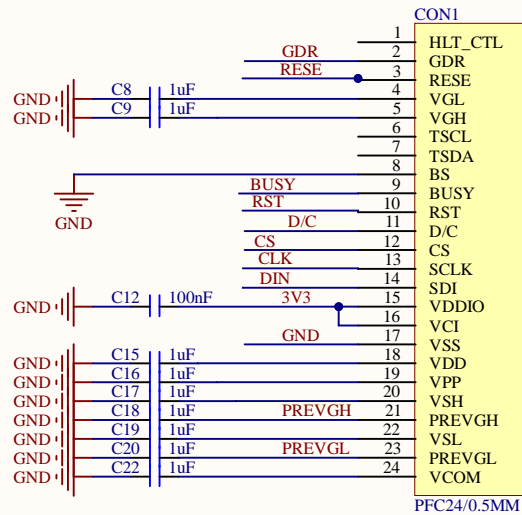 CON1
1 HLT_CTL
GDR 2 GDR
RESE 3 RESE
GND C8 1uF 4 VGL
GND C9 1uF 5 VGH
6 TSCL
7 TSDA
8 BS
BUSY 9 BUSY
RST 10 RST
GND D/C 11 D/C
CS 12 CS
CLK 13 SCLK
DIN 14 SDI
GND C12 100nF 3V3 15 VDDIO
16 VCI
GND 17 VSS
GND C15 1uF 18 VDD
GND C16 1uF 19 VPP
GND C17 1uF 20 VSH
GND C18 1uF PREVGH 21 PREVGH
GND C19 1uF 22 VSL
GND C20 1uF PREVGL 23 PREVGL
GND C22 1uF 24 VCOM
PFC24/0.5MM